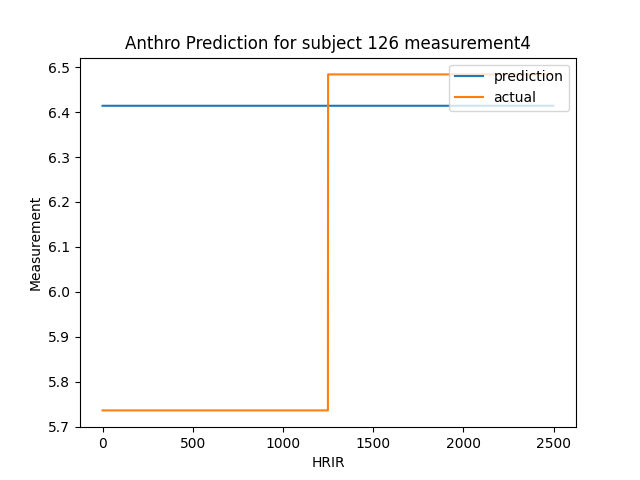 Anthro Prediction for subject 126 measurement4
prediction
actual
6.5
6.4
6.3
6.2
6.1
6.0
5.9
5.8
5.7
Measurement
0 500 1000 1500 2000 2500
HRIR